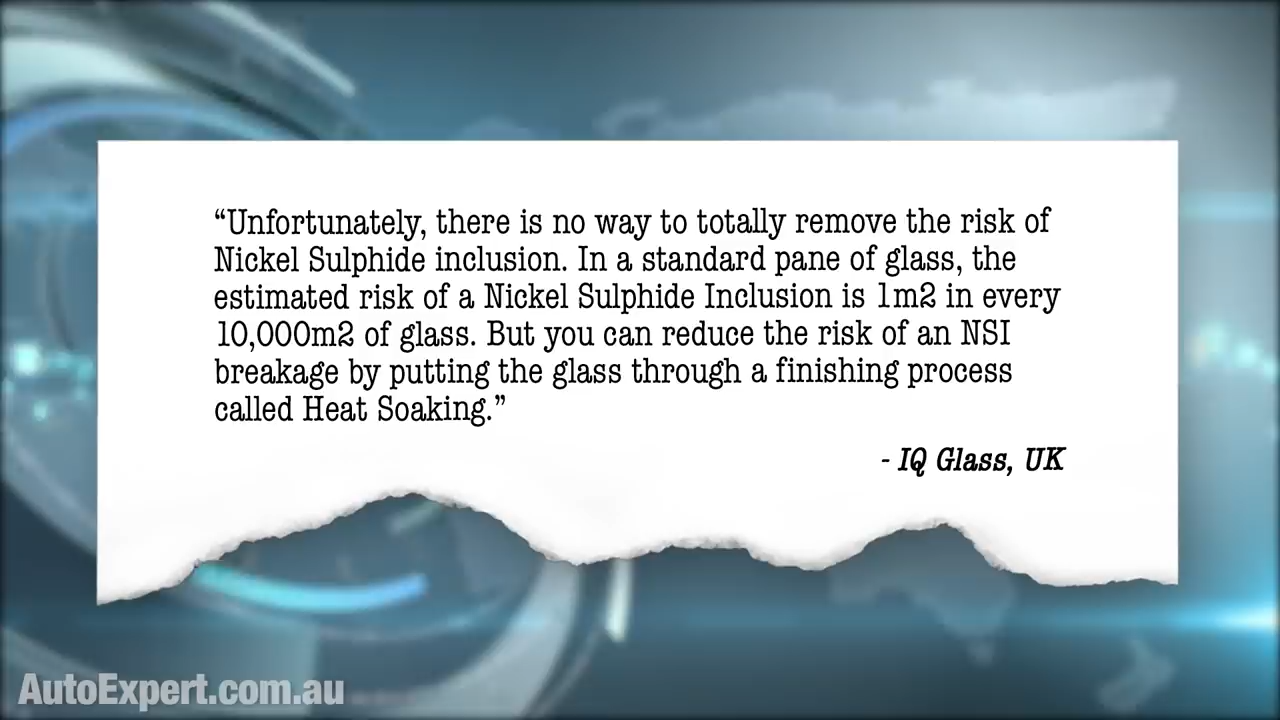 “Unfortunately, there is no way to totally remove the risk of
Nickel Sulphide inclusion. In a standard pane of glass, the
estimated risk of a Nickel Sulphide Inclusion is 1m2 in every
10,000m2 of glass. But you can reduce the risk of an NSI
breakage by putting the glass through a finishing process
called Heat Soaking.”
- IQ Glass, UK
AutoExpert.com.au